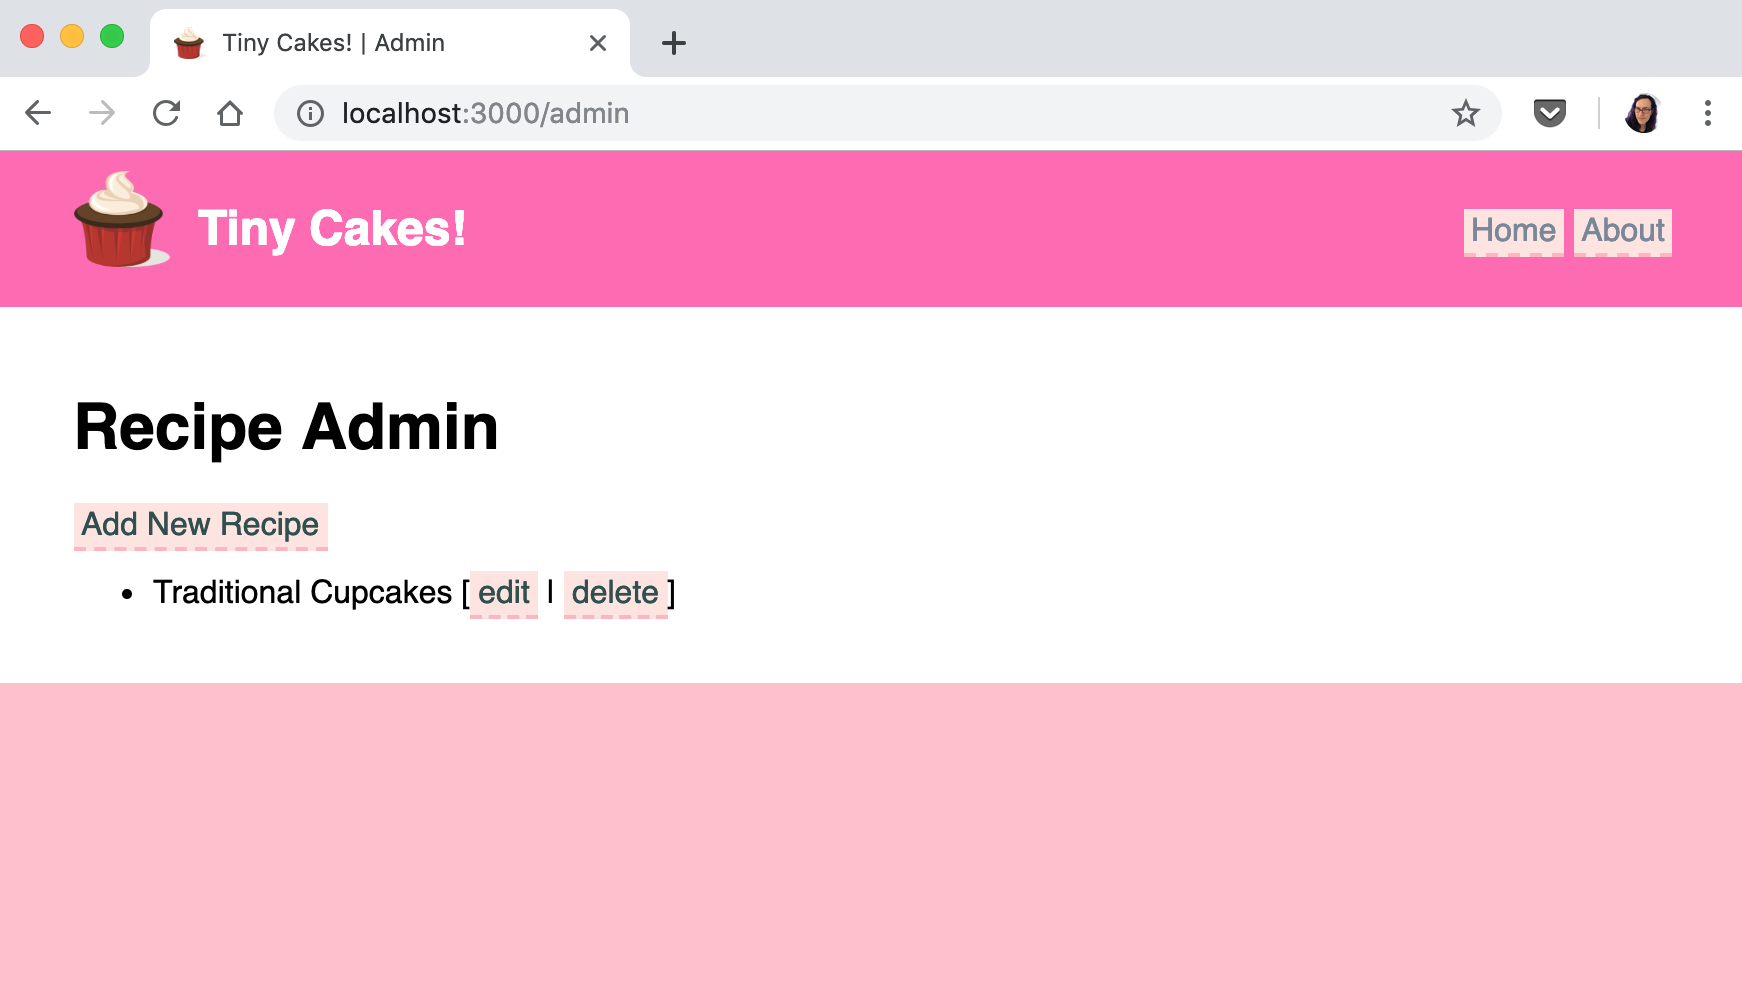 Tiny Cakes! | Admin
localhost:3000/admin
Tiny Cakes!
Home About
Recipe Admin
Add New Recipe
• Traditional Cupcakes [edit | delete]